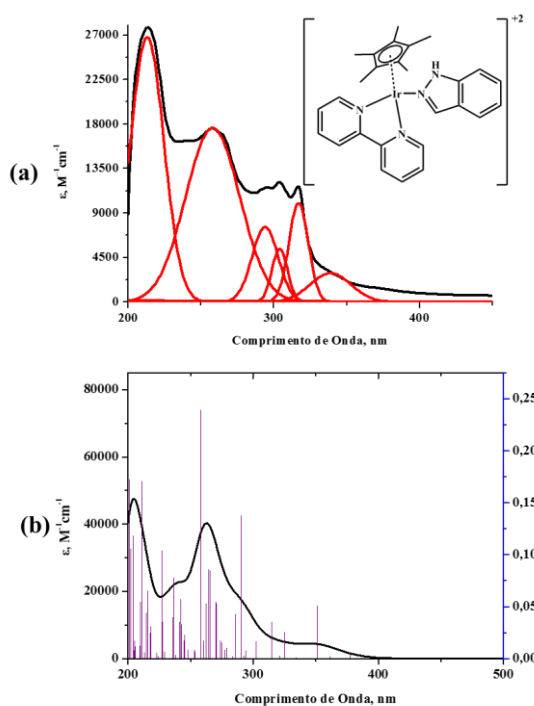 (a)
27000
22500
18000
13500
9000
4500
0
ε, M⁻¹cm⁻¹
200
300
400
Comprimento de Onda, nm
+2
H
N
N
Ir
N
N
(b)
80000
60000
40000
20000
0
ε, M⁻¹cm⁻¹
0,25
0,20
0,15
0,10
0,05
0,00
200
300
400
500
Comprimento de Onda, nm